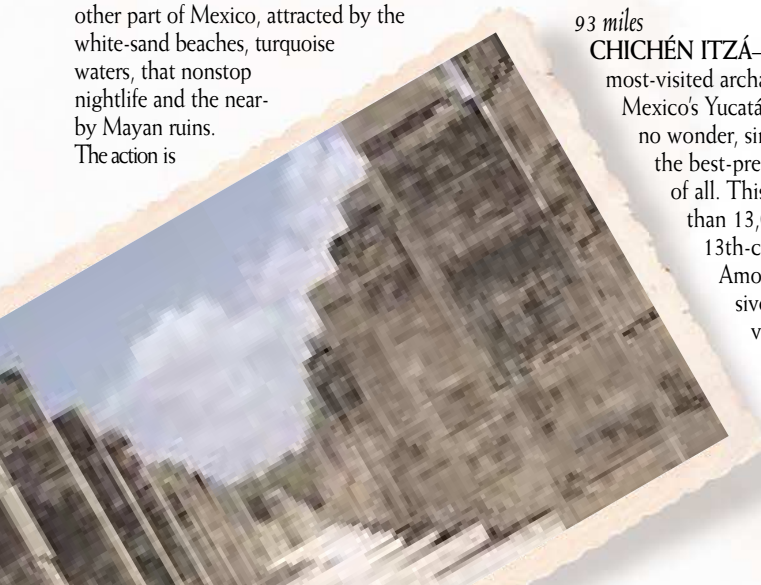 other part of Mexico, attracted by the
white-sand beaches, turquoise
waters, that nonstop
nightlife and the near-
by Mayan ruins.
The action is
93 miles
CHICHÉN ITZÁ–
most-visited archa
Mexico's Yucatá
no wonder, sin
the best-pre
of all. This
than 13,
13th-c
Amo
sive
v